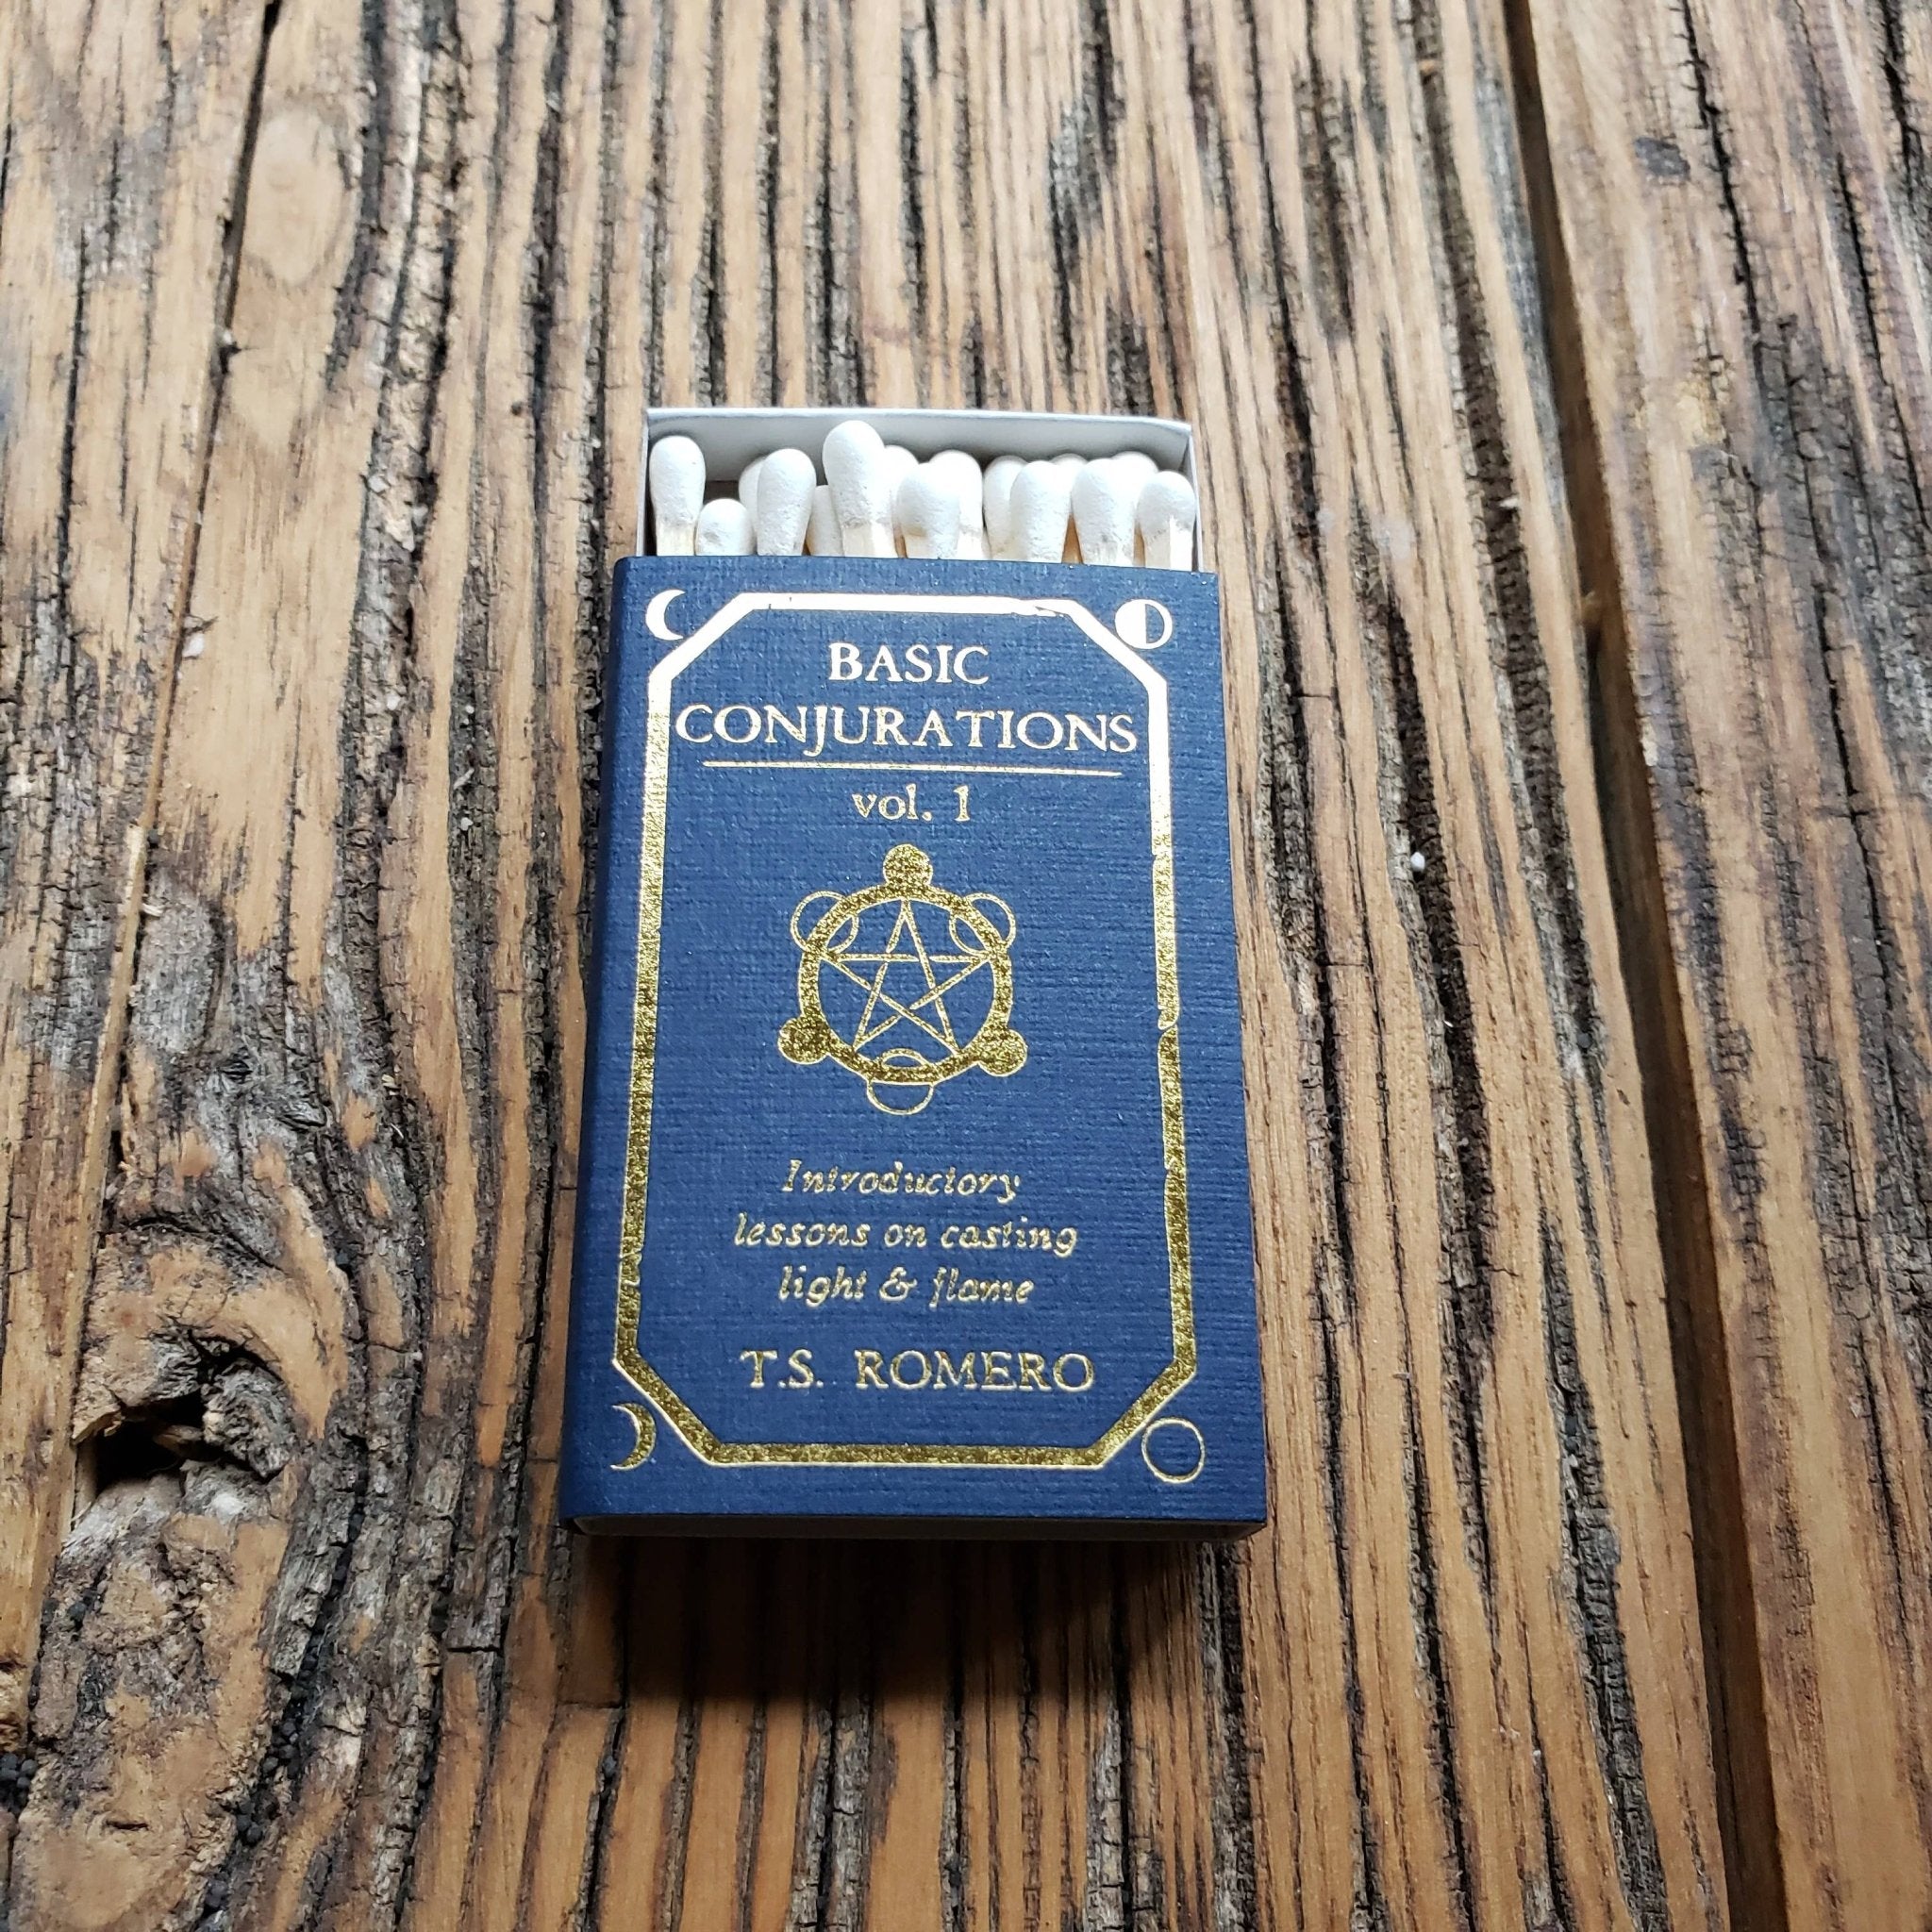 BASIC
CONJURATIONS
vol. 1
Introductory
lessons on casting
light & flame
T.S. ROMERO